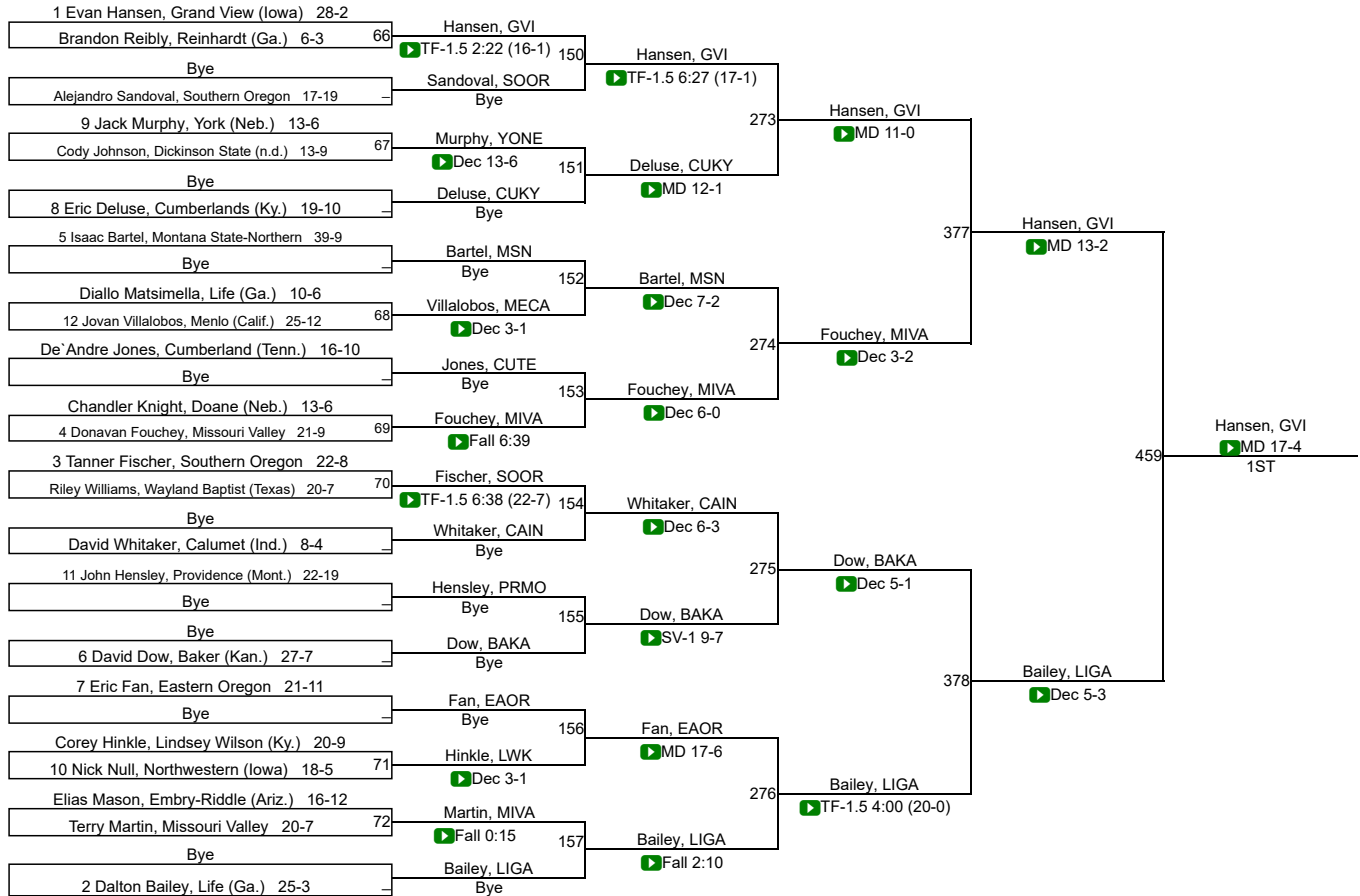 1 Evan Hansen, Grand View (Iowa) 28-2
Brandon Reibly, Reinhardt (Ga.) 6-3
66
Bye
Alejandro Sandoval, Southern Oregon 17-19
_
9 Jack Murphy, York (Neb.) 13-6
Cody Johnson, Dickinson State (n.d.) 13-9
67
Bye
8 Eric Deluse, Cumberlands (Ky.) 19-10
_
5 Isaac Bartel, Montana State-Northern 39-9
Bye
_
Diallo Matsimella, Life (Ga.) 10-6
12 Jovan Villalobos, Menlo (Calif.) 25-12
68
De`Andre Jones, Cumberland (Tenn.) 16-10
Bye
_
Chandler Knight, Doane (Neb.) 13-6
4 Donavan Fouchey, Missouri Valley 21-9
69
3 Tanner Fischer, Southern Oregon 22-8
Riley Williams, Wayland Baptist (Texas) 20-7
70
Bye
David Whitaker, Calumet (Ind.) 8-4
_
11 John Hensley, Providence (Mont.) 22-19
Bye
_
Bye
6 David Dow, Baker (Kan.) 27-7
_
7 Eric Fan, Eastern Oregon 21-11
Bye
_
Corey Hinkle, Lindsey Wilson (Ky.) 20-9
10 Nick Null, Northwestern (Iowa) 18-5
71
Elias Mason, Embry-Riddle (Ariz.) 16-12
Terry Martin, Missouri Valley 20-7
72
Bye
2 Dalton Bailey, Life (Ga.) 25-3
_
Hansen, GVI
TF-1.5 2:22 (16-1)
150
Sandoval, SOOR
Bye
Murphy, YONE
Dec 13-6
151
Deluse, CUKY
Bye
Bartel, MSN
Bye
152
Villalobos, MECA
Dec 3-1
Jones, CUTE
Bye
153
Fouchey, MIVA
Fall 6:39
Fischer, SOOR
TF-1.5 6:38 (22-7)
154
Whitaker, CAIN
Bye
Hensley, PRMO
Bye
155
Dow, BAKA
Bye
Fan, EAOR
Bye
156
Hinkle, LWK
Dec 3-1
Martin, MIVA
Fall 0:15
157
Bailey, LIGA
Bye
Hansen, GVI
TF-1.5 6:27 (17-1)
273
Deluse, CUKY
MD 12-1
Bartel, MSN
Dec 7-2
274
Fouchey, MIVA
Dec 6-0
Whitaker, CAIN
Dec 6-3
275
Dow, BAKA
SV-1 9-7
Fan, EAOR
MD 17-6
276
Bailey, LIGA
Fall 2:10
Hansen, GVI
MD 11-0
377
Fouchey, MIVA
Dec 3-2
Dow, BAKA
Dec 5-1
378
Bailey, LIGA
TF-1.5 4:00 (20-0)
Hansen, GVI
MD 13-2
459
Bailey, LIGA
Dec 5-3
Hansen, GVI
MD 17-4
1ST